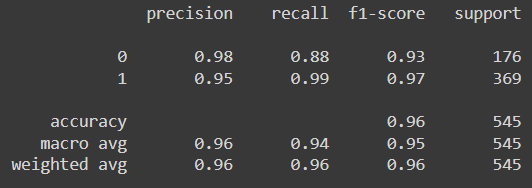 precision recall f1-score support
0 0.98 0.88 0.93 176
1 0.95 0.99 0.97 369
accuracy 0.96 545
macro avg 0.96 0.94 0.95 545
weighted avg 0.96 0.96 0.96 545